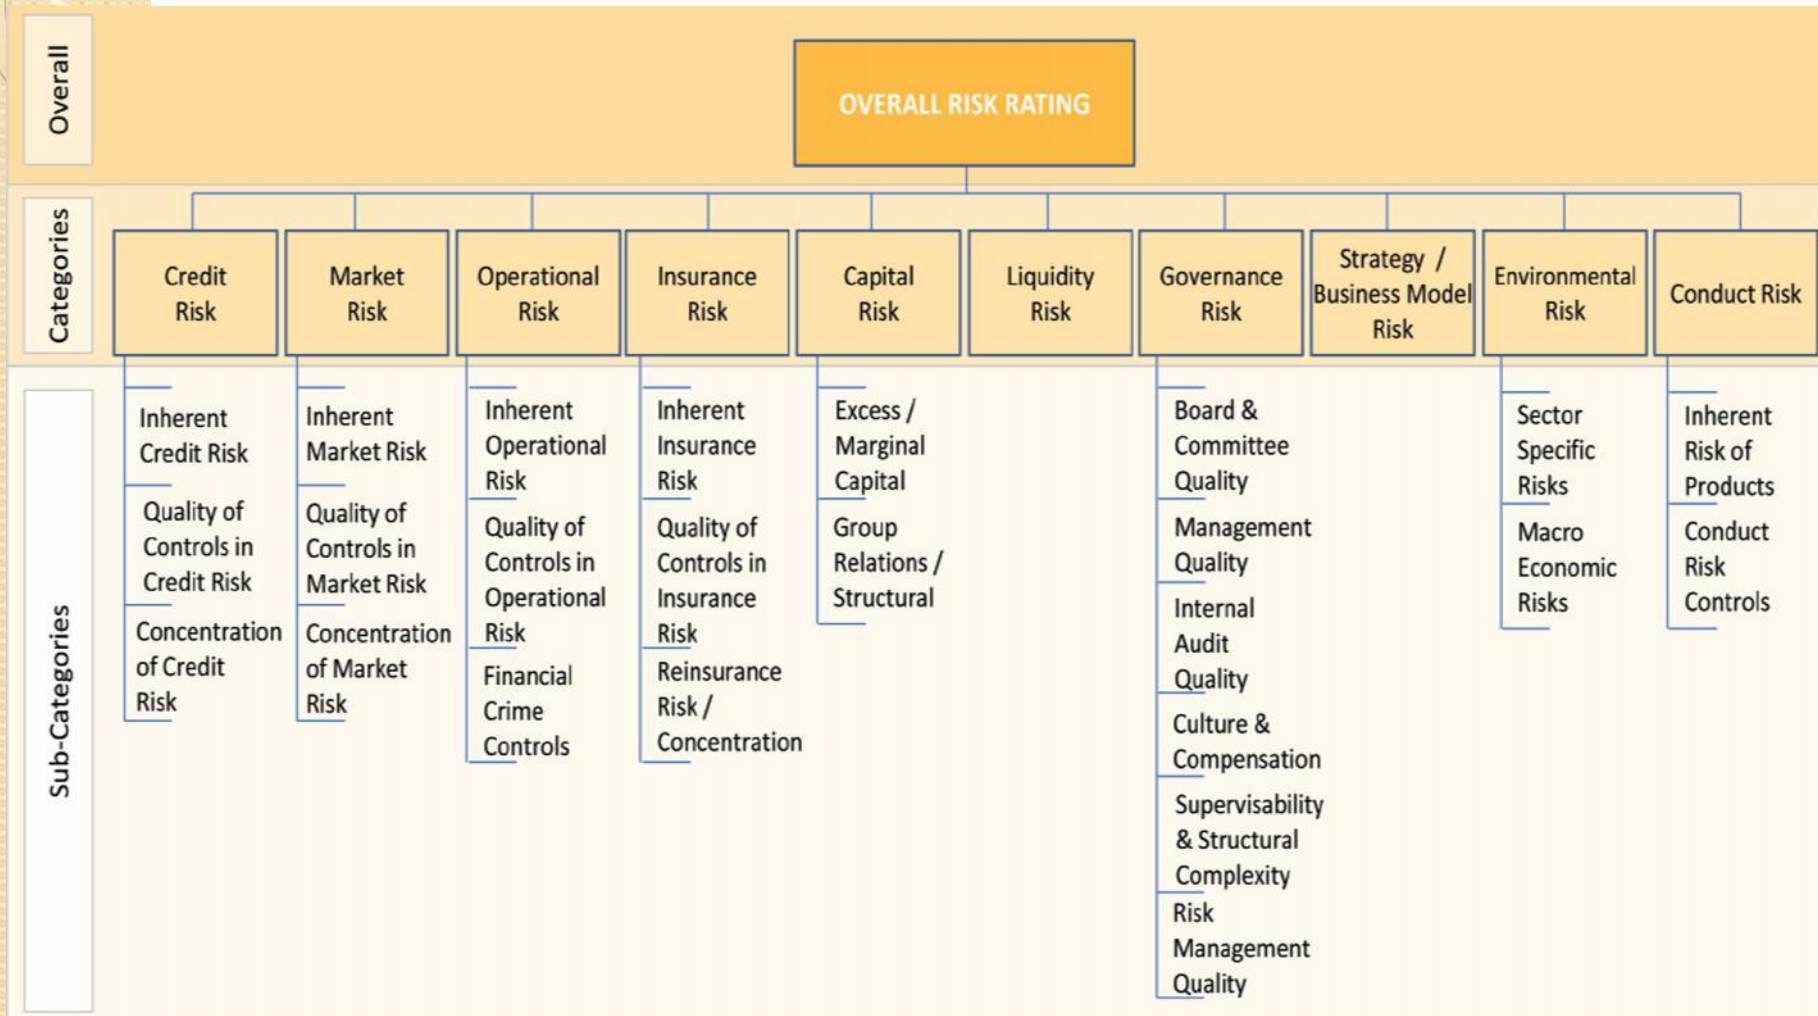 Overall
OVERALL RISK RATING
Categories
Credit
Risk
Market
Risk
Operational
Risk
Insurance
Risk
Capital
Risk
Liquidity
Risk
Governance
Risk
Strategy /
Business Model
Risk
Environmental
Risk
Conduct Risk
Sub-Categories
Inherent
Credit Risk
Quality of
Controls in
Credit Risk
Concentration
of Credit
Risk
Inherent
Market Risk
Quality of
Controls in
Market Risk
Concentration
of Market
Risk
Inherent
Operational
Risk
Quality of
Controls in
Operational
Risk
Financial
Crime
Controls
Inherent
Insurance
Risk
Quality of
Controls in
Insurance
Risk
Reinsurance
Risk /
Concentration
Excess /
Marginal
Capital
Group
Relations /
Structural
Board &
Committee
Quality
Management
Quality
Internal
Audit
Quality
Culture &
Compensation
Supervisability
& Structural
Complexity
Risk
Management
Quality
Sector
Specific
Risks
Macro
Economic
Risks
Inherent
Risk of
Products
Conduct
Risk
Controls